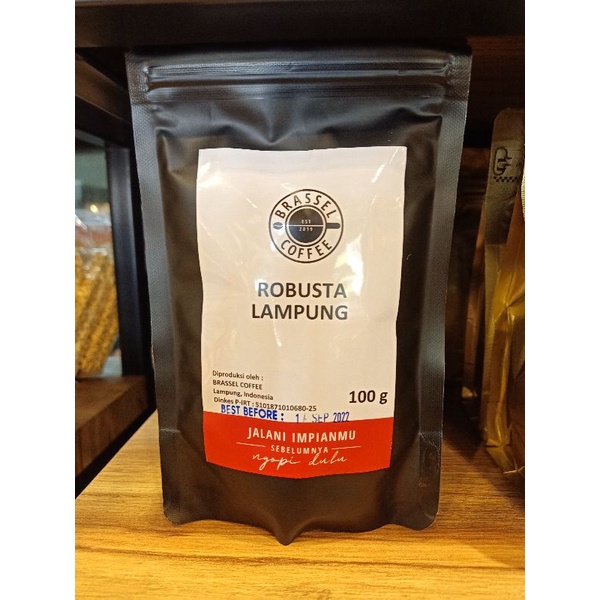 BRASSEL
EST
2019
COFFEE
ROBUSTA
LAMPUNG
Diproduksi oleh :
BRASSEL COFFEE
Lampung, Indonesia
Dinkes P-IRT : 5101871010680-25
100 g
BEST BEFORE : SEP 2022
JALANI IMPIANMU
SEBELUMNYA
ngopi dulu